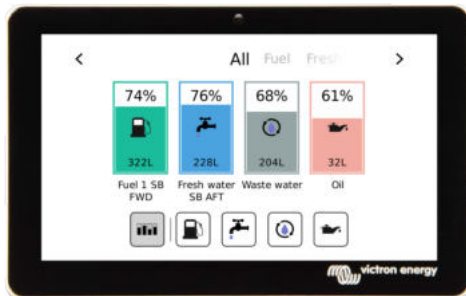 All Fuel Fresh
74% 76% 68% 61%
322L 228L 204L 32L
Fuel 1 SB Fresh water Waste water Oil
FWD SB AFT
victron energy